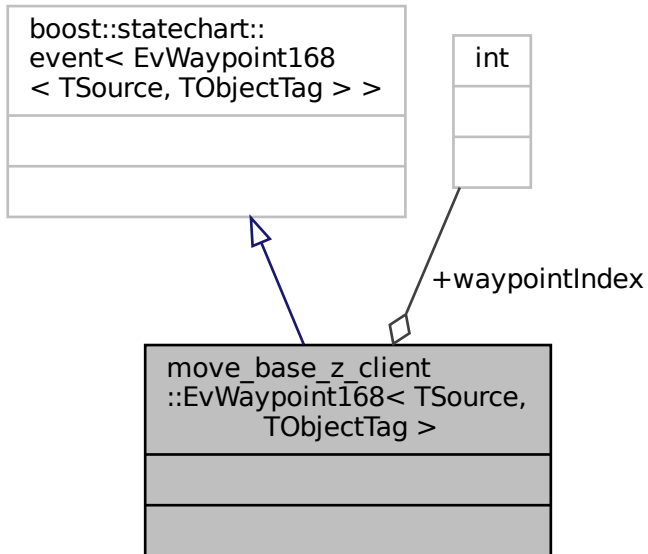 boost::statechart::
event< EvWaypoint168
< TSource, TObjectTag > >
int
+waypointIndex
move_base_z_client
::EvWaypoint168< TSource,
TObjectTag >